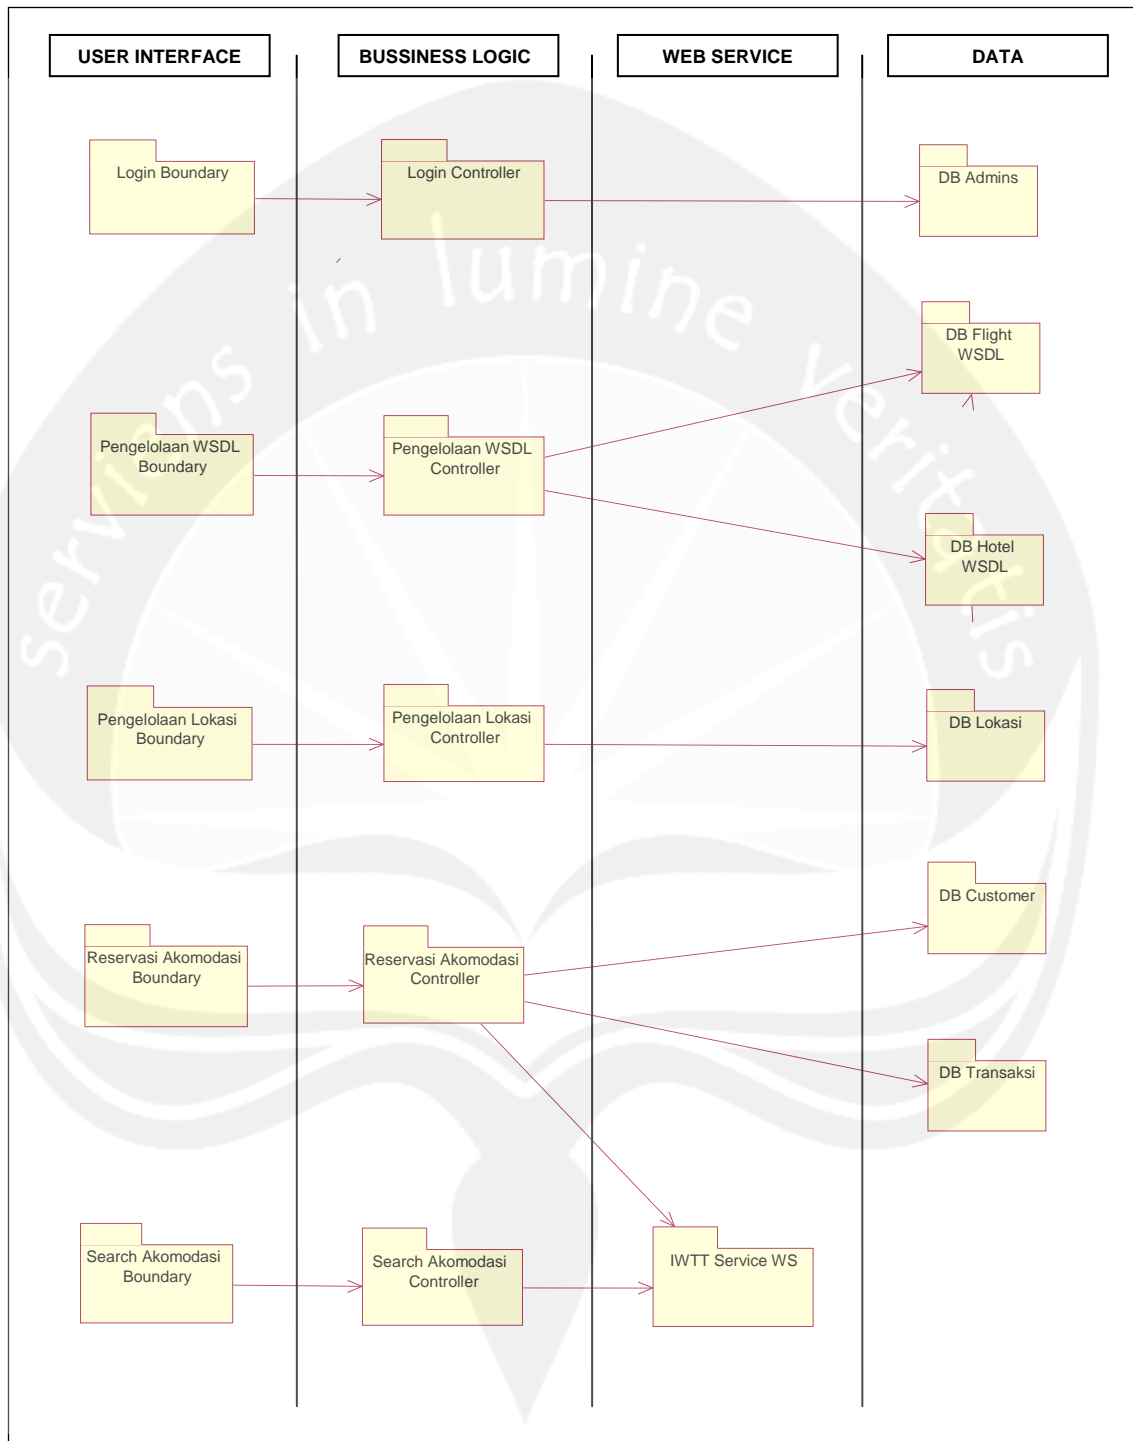 USER INTERFACE
BUSSINESS LOGIC
WEB SERVICE
DATA
Login Boundary
Login Controller
DB Admins
serviens in lumine veritatis
DB Flight
WSDL
Pengelolaan WSDL
Boundary
Pengelolaan WSDL
Controller
DB Hotel
WSDL
Pengelolaan Lokasi
Boundary
Pengelolaan Lokasi
Controller
DB Lokasi
DB Customer
Reservasi Akomodasi
Boundary
Reservasi Akomodasi
Controller
DB Transaksi
Search Akomodasi
Boundary
Search Akomodasi
Controller
IWTT Service WS